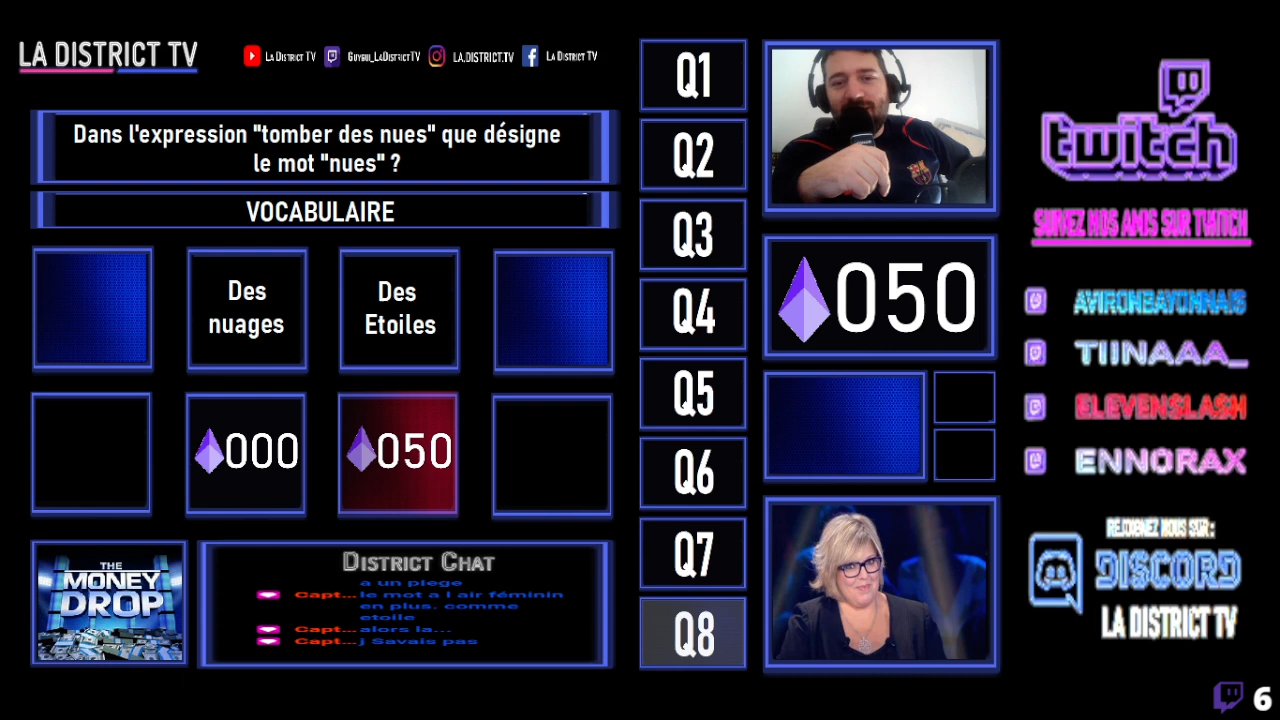 LA DISTRICT TV
La District TV
Guybul_LaDistrictTV
LA.DISTRICT.TV
La District TV
Dans l'expression "tomber des nues" que désigne
le mot "nues" ?
VOCABULAIRE
Des
nuages
Des
Etoiles
000
050
THE
MONEY
DROP
District Chat
a un piege
Capt... le mot a l air féminin
en plus. comme
etoile
Capt... alors la...
Capt... j Savais pas
Q1
Q2
Q3
Q4
Q5
Q6
Q7
Q8
050
twitch
SUIVEZ NOS AMIS SUR TWITCH
AVIRONBAYONNAIS
TIINAAA_
ELEVENSLASH
ENNORAX
REJOIGNEZ NOUS SUR :
DISCORD
LA DISTRICT TV
6